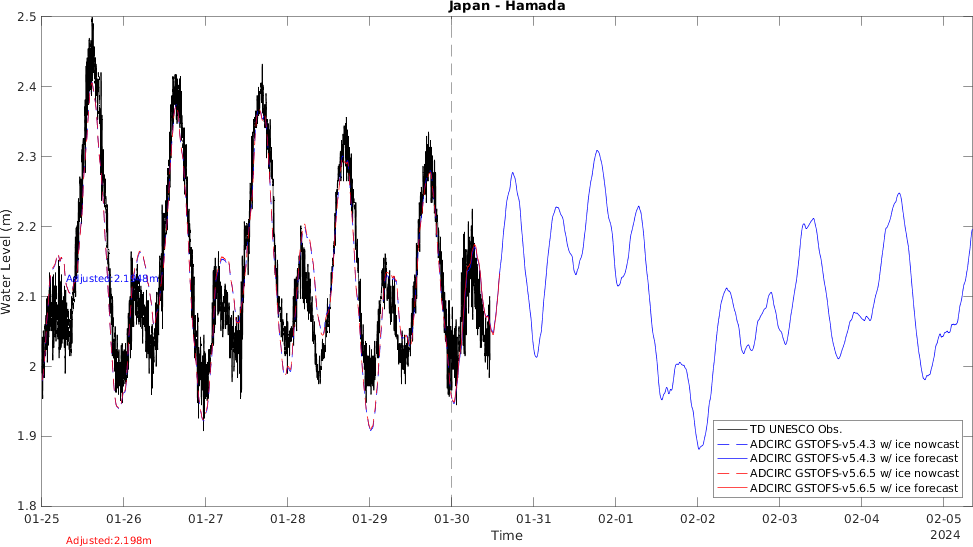 Japan - Hamada
2.5
2.4
2.3
2.2
2.1
2
1.9
1.8
Water Level (m)
Adjusted:2.1948m
TD UNESCO Obs.
ADCIRC GSTOFS-v5.4.3 w/ ice nowcast
ADCIRC GSTOFS-v5.4.3 w/ ice forecast
ADCIRC GSTOFS-v5.6.5 w/ ice nowcast
ADCIRC GSTOFS-v5.6.5 w/ ice forecast
01-25 01-26 01-27 01-28 01-29 01-30 01-31 02-01 02-02 02-03 02-04 02-05
Time
2024
Adjusted:2.198m